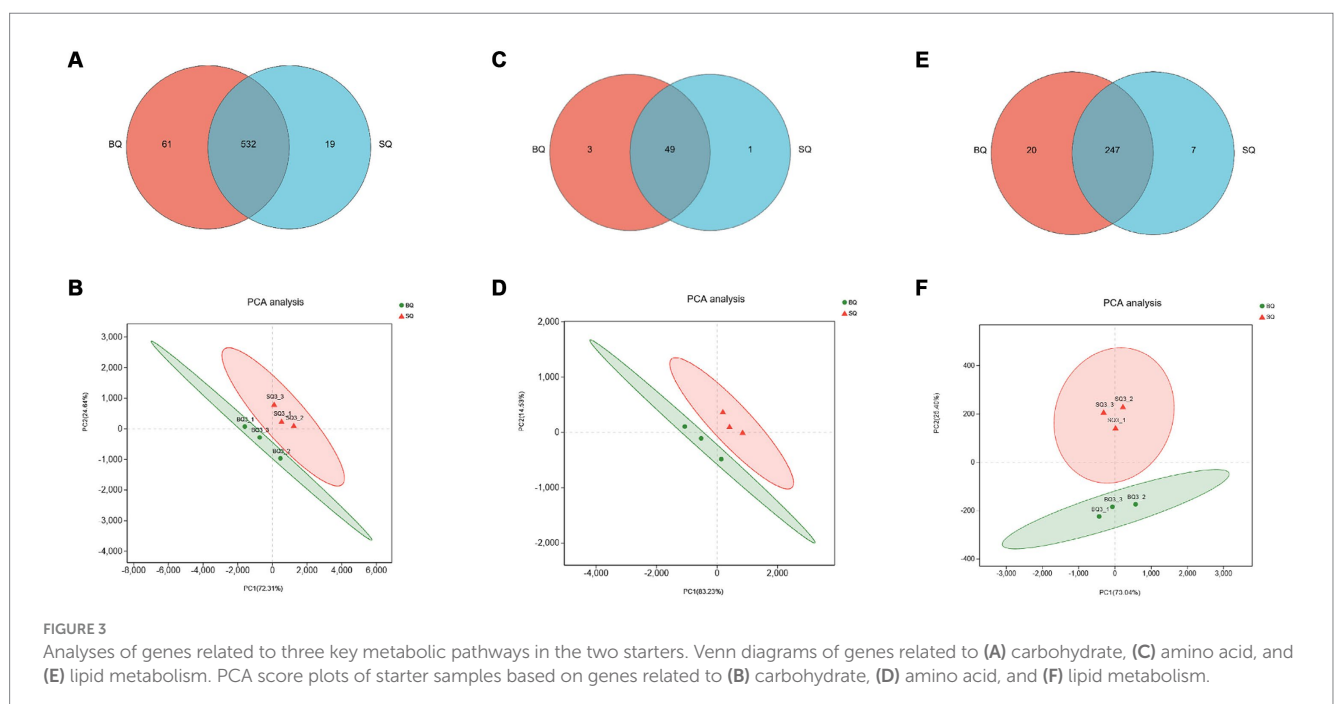 A
C
E
BQ 61 532 19 SQ
BQ 3 49 1 SQ
BQ 20 247 7 SQ
B
PCA analysis
BQ
SQ
3,000
2,000
1,000
0
-1,000
-2,000
-3,000
-4,000
PC2(24.64%)
SQ3_3
SQ3_1
SQ3_2
BQ3_1
BQ3_3
BQ3_2
-8,000 -6,000 -4,000 -2,000 0 2,000 4,000 6,000
PC1(72.31%)
D
PCA analysis
BQ
SQ
2,000
1,000
0
-1,000
-2,000
PC2(14.53%)
-4,000 -2,000 0 2,000
PC1(83.23%)
F
PCA analysis
BQ
SQ
400
200
0
-200
-400
SQ3_3
SQ3_2
SQ3_1
BQ3_3
BQ3_2
BQ3_1
-3,000 -2,000 -1,000 0 1,000 2,000 3,000
PC1(73.04%)
FIGURE 3
Analyses of genes related to three key metabolic pathways in the two starters. Venn diagrams of genes related to (A) carbohydrate, (C) amino acid, and
(E) lipid metabolism. PCA score plots of starter samples based on genes related to (B) carbohydrate, (D) amino acid, and (F) lipid metabolism.